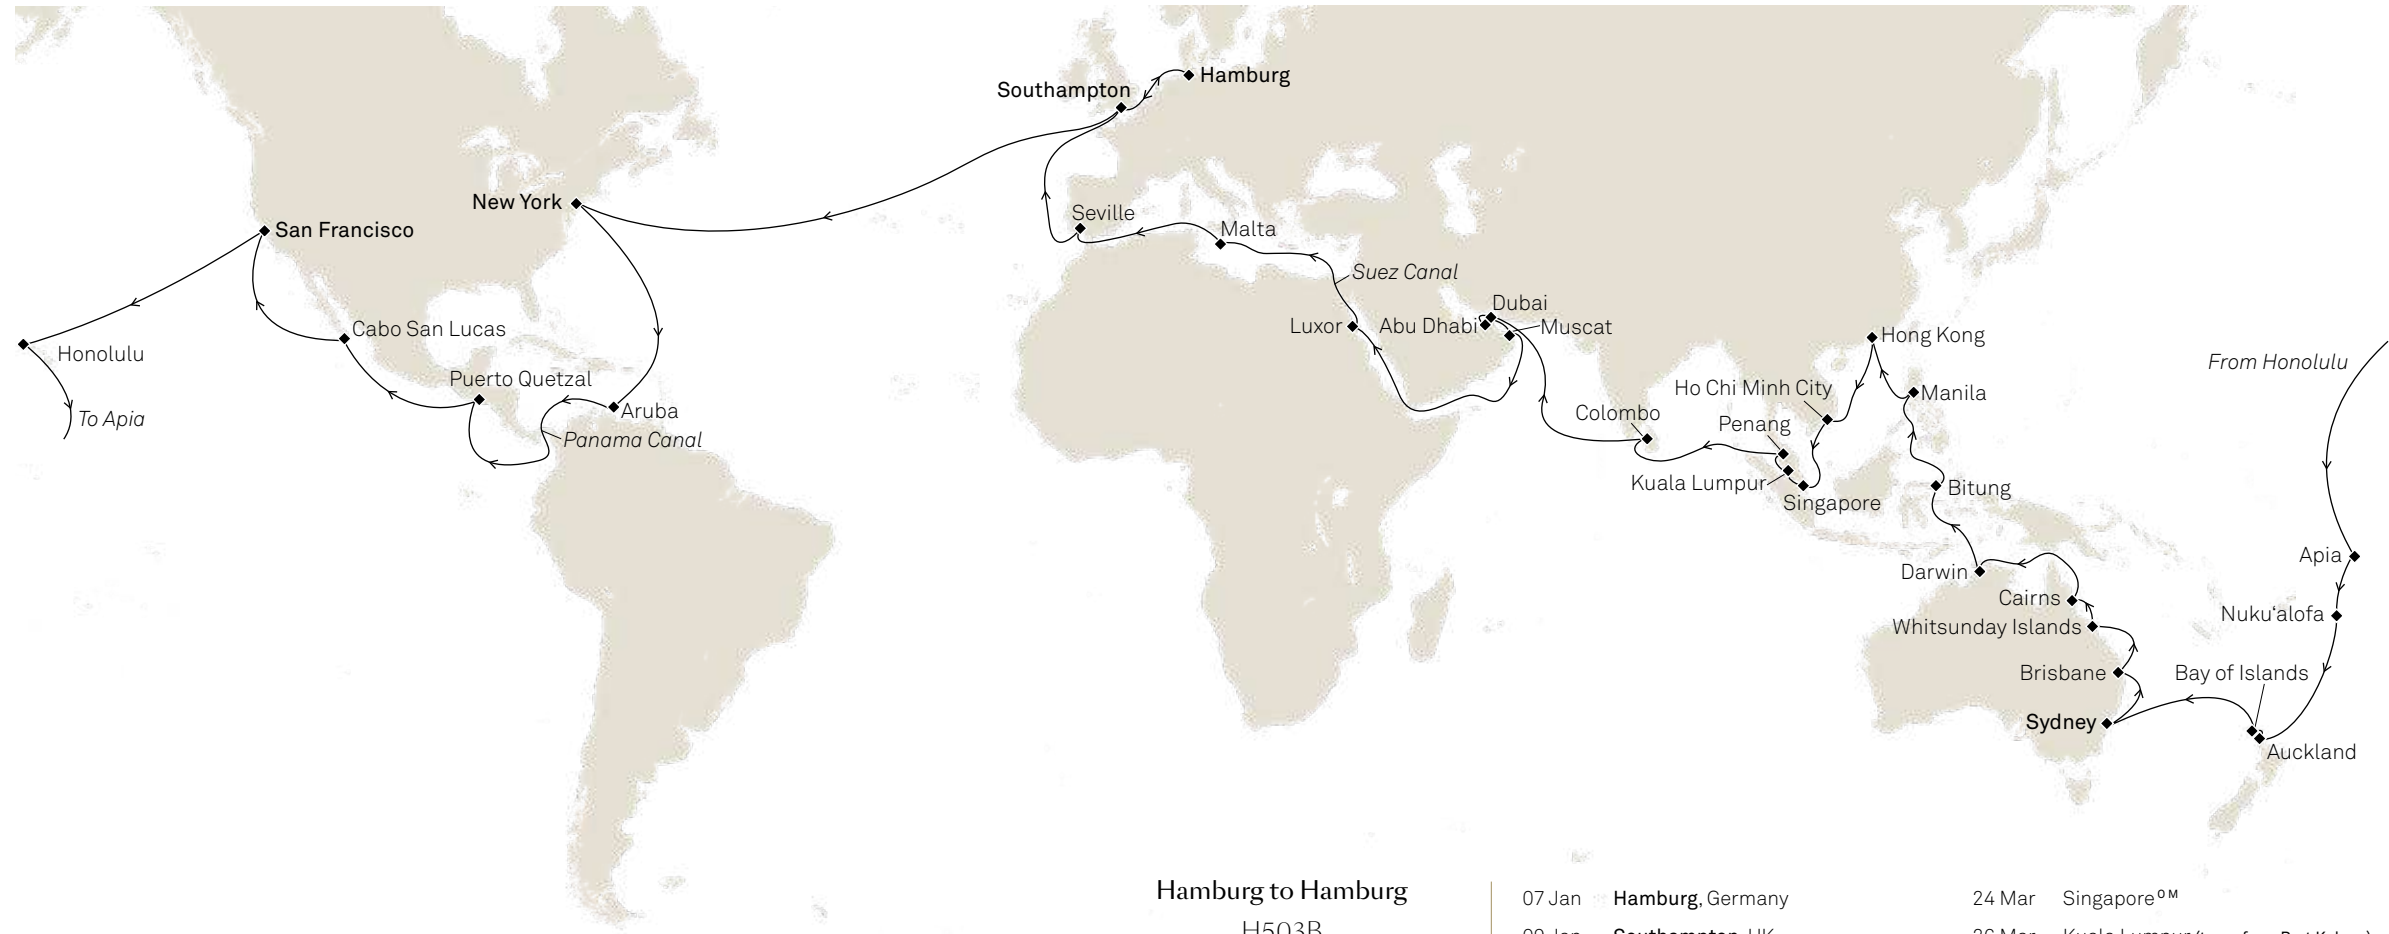 Hamburg
Southampton
New York
San Francisco
Seville
Malta
Suez Canal
Dubai
Luxor
Abu Dhabi
Muscat
Cabo San Lucas
Honolulu
Hong Kong
From Honolulu
Puerto Quetzal
Ho Chi Minh City
Manila
Aruba
Colombo
To Apia
Penang
Panama Canal
Kuala Lumpur
Bitung
Singapore
Apia
Darwin
Cairns
Nuku‘alofa
Whitsunday Islands
Brisbane
Bay of Islands
Sydney
Auckland
Hamburg to Hamburg
H503B
07 Jan Hamburg, Germany
24 Mar Singapore O M